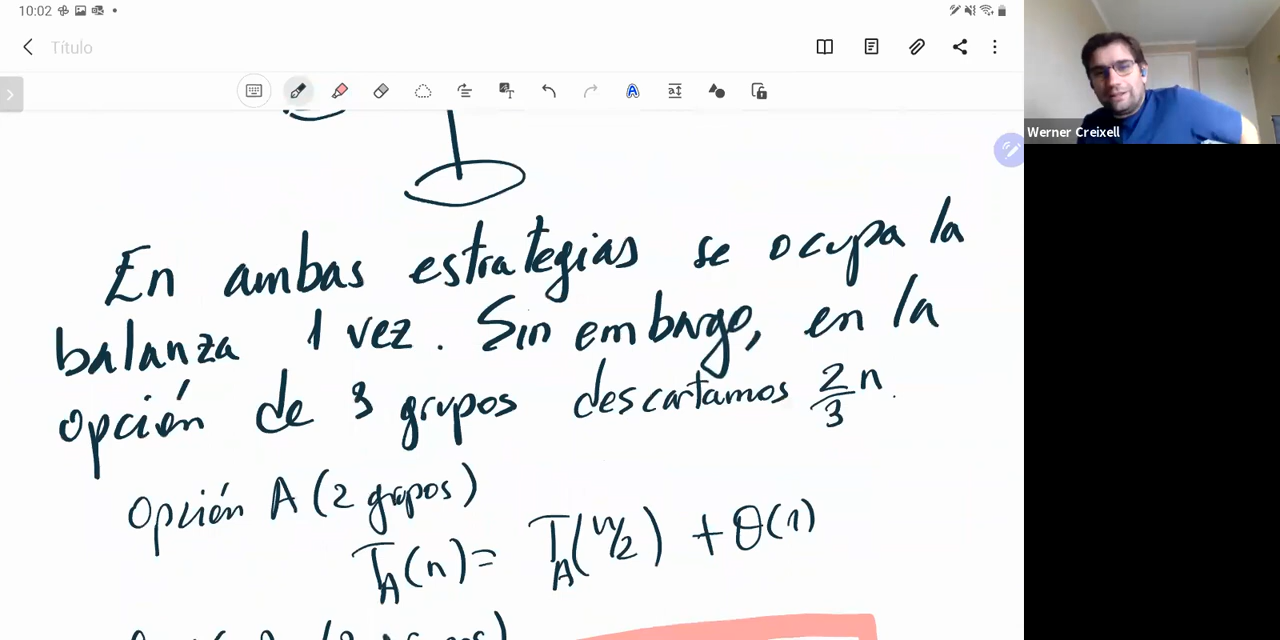 10:02
Título
Werner Creixell
En ambas estrategias se ocupa la
balanza 1 vez. Sin embargo, en la
opción de 3 grupos descartamos 2/3 n.
Opción A (2 grupos)
T_A(n) = T_A(n/2) + Θ(1)